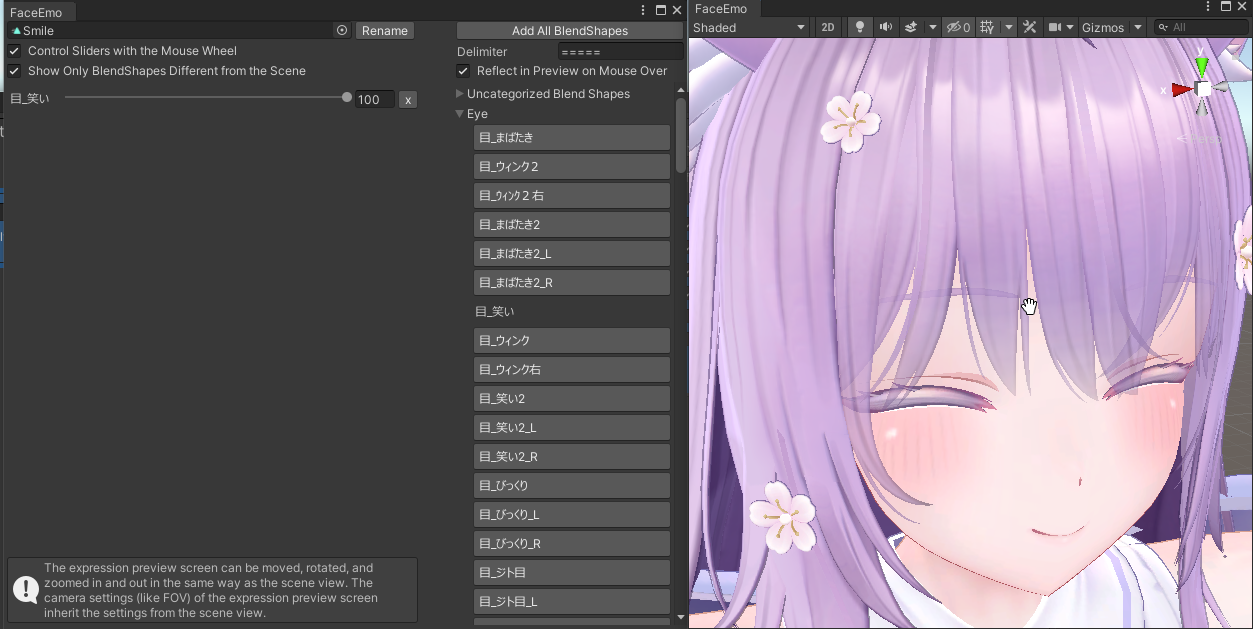 FaceEmo
Smile
Rename
Control Sliders with the Mouse Wheel
Show Only BlendShapes Different from the Scene
目_笑い
100
x
The expression preview screen can be moved, rotated, and
zoomed in and out in the same way as the scene view. The
camera settings (like FOV) of the expression preview screen
inherit the settings from the scene view.
Add All BlendShapes
Delimiter
=====
Reflect in Preview on Mouse Over
Uncategorized Blend Shapes
Eye
目_まばたき
目_ウィンク２
目_ｳｨﾝｸ２右
目_まばたき2
目_まばたき2_L
目_まばたき2_R
目_笑い
目_ウィンク
目_ウィンク右
目_笑い2
目_笑い2_L
目_笑い2_R
目_びっくり
目_びっくり_L
目_びっくり_R
目_ジト目
目_ジト目_L
FaceEmo
Shaded
2D
0
Gizmos
All
y
x